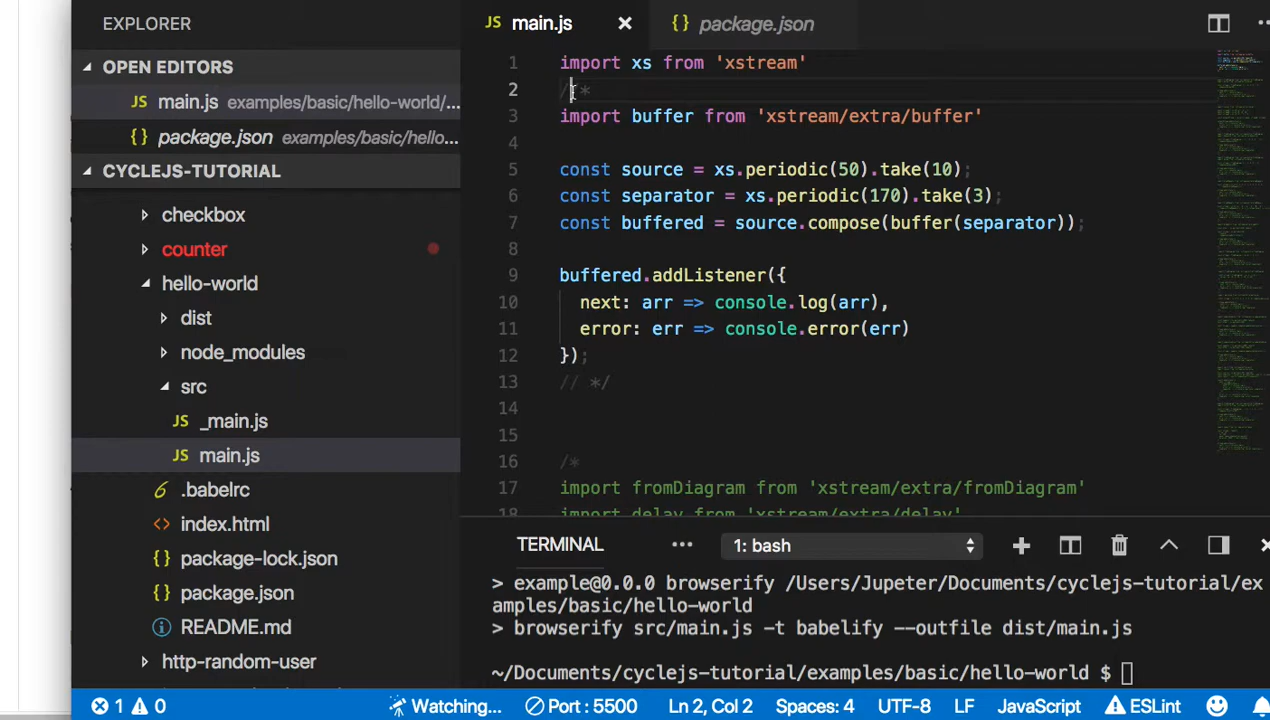 EXPLORER
OPEN EDITORS
JS main.js examples/basic/hello-world/...
{} package.json examples/basic/hello...
CYCLEJS-TUTORIAL
checkbox
counter
hello-world
dist
node_modules
src
JS _main.js
JS main.js
6 .babelrc
<> index.html
{} package-lock.json
{} package.json
README.md
http-random-user
JS main.js ×
{} package.json
1 import xs from 'xstream'
2 //*
3 import buffer from 'xstream/extra/buffer'
4
5 const source = xs.periodic(50).take(10);
6 const separator = xs.periodic(170).take(3);
7 const buffered = source.compose(buffer(separator));
8
9 buffered.addListener({
10 next: arr => console.log(arr),
11 error: err => console.error(err)
12 });
13 // */
14
15
16 /*
17 import fromDiagram from 'xstream/extra/fromDiagram'
18 import delay from 'xstream/extra/delay'
TERMINAL ... 1: bash
> example@0.0.0 browserify /Users/Jupeter/Documents/cyclejs-tutorial/ex
amples/basic/hello-world
> browserify src/main.js -t babelify --outfile dist/main.js
~/Documents/cyclejs-tutorial/examples/basic/hello-world $
1 0 Watching... Port : 5500 Ln 2, Col 2 Spaces: 4 UTF-8 LF JavaScript ESLint